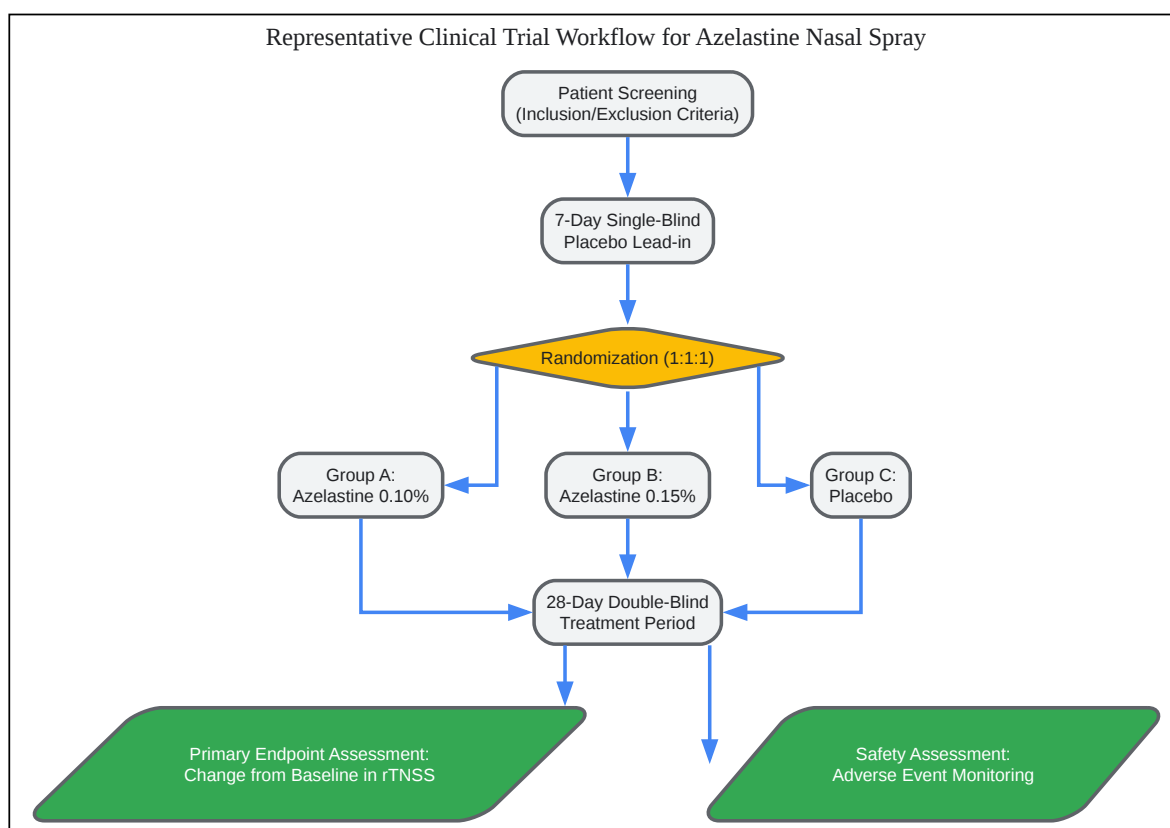 Representative Clinical Trial Workflow for Azelastine Nasal Spray
Patient Screening
(Inclusion/Exclusion Criteria)
7-Day Single-Blind
Placebo Lead-in
Randomization (1:1:1)
Group A:
Azelastine 0.10%
Group B:
Azelastine 0.15%
Group C:
Placebo
28-Day Double-Blind
Treatment Period
Primary Endpoint Assessment:
Change from Baseline in rTNSS
Safety Assessment:
Adverse Event Monitoring